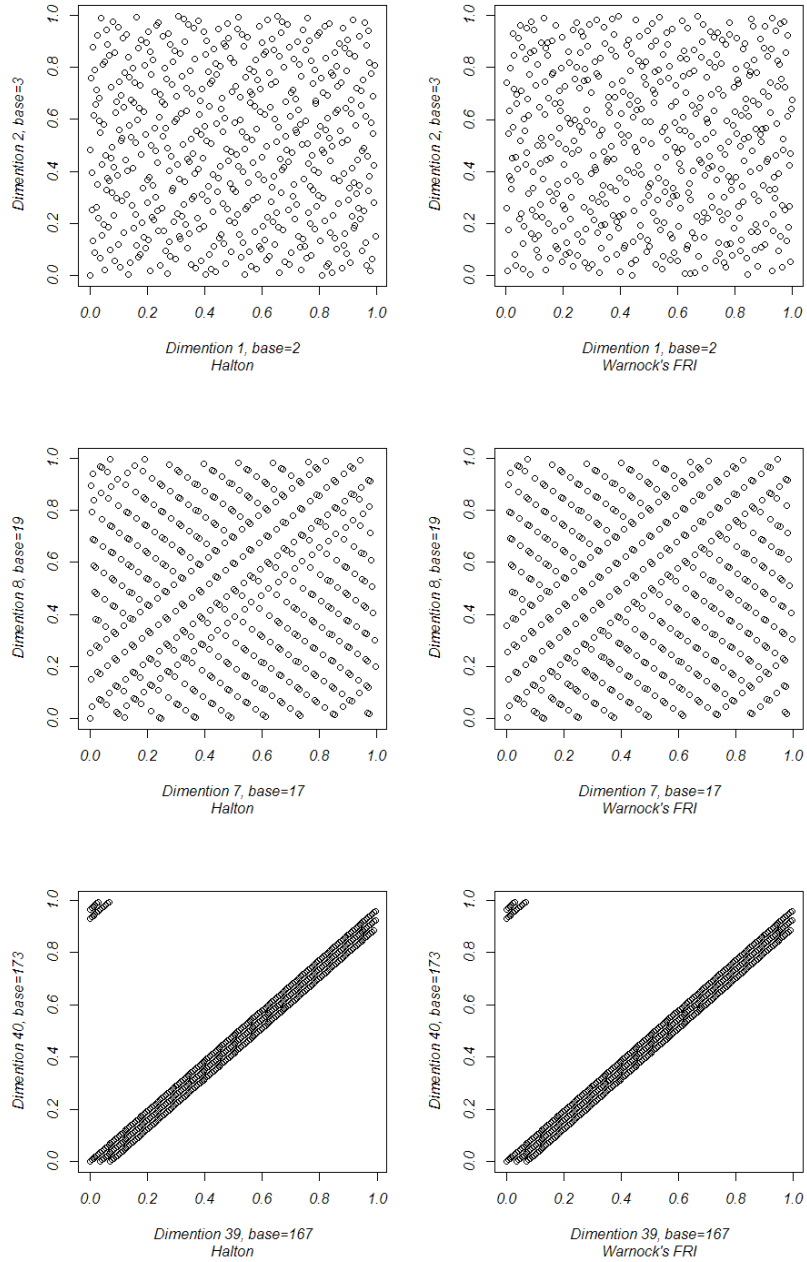 1.0
0.8
0.6
0.4
0.2
0.0
Dimention 2, base=3
0.0 0.2 0.4 0.6 0.8 1.0
Dimention 1, base=2
Halton
1.0
0.8
0.6
0.4
0.2
0.0
Dimention 2, base=3
0.0 0.2 0.4 0.6 0.8 1.0
Dimention 1, base=2
Warnock's FRI
1.0
0.8
0.6
0.4
0.2
0.0
Dimention 8, base=19
0.0 0.2 0.4 0.6 0.8 1.0
Dimention 7, base=17
Halton
1.0
0.8
0.6
0.4
0.2
0.0
Dimention 8, base=19
0.0 0.2 0.4 0.6 0.8 1.0
Dimention 7, base=17
Warnock's FRI
1.0
0.8
0.6
0.4
0.2
0.0
Dimention 40, base=173
0.0 0.2 0.4 0.6 0.8 1.0
Dimention 39, base=167
Halton
1.0
0.8
0.6
0.4
0.2
0.0
Dimention 40, base=173
0.0 0.2 0.4 0.6 0.8 1.0
Dimention 39, base=167
Warnock's FRI